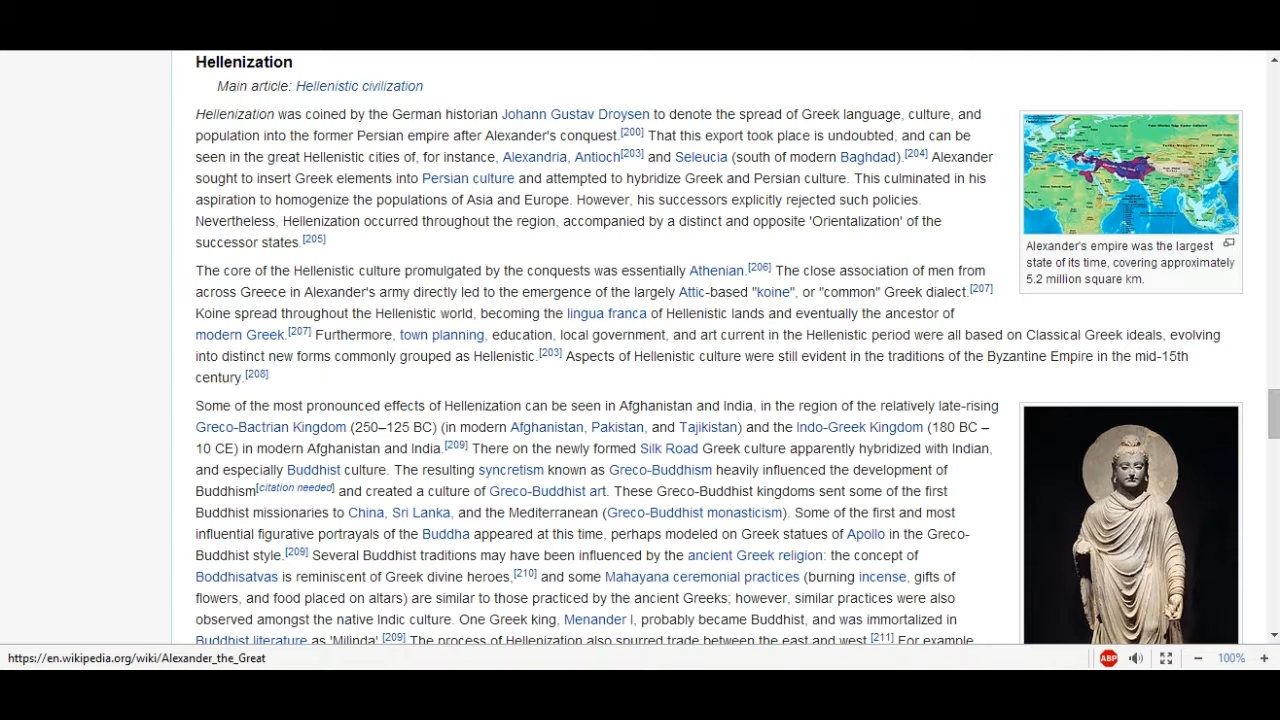 Hellenization
Main article: Hellenistic civilization
Hellenization was coined by the German historian Johann Gustav Droysen to denote the spread of Greek language, culture, and
population into the former Persian empire after Alexander's conquest.[200] That this export took place is undoubted, and can be
seen in the great Hellenistic cities of, for instance, Alexandria, Antioch[203] and Seleucia (south of modern Baghdad).[204] Alexander
sought to insert Greek elements into Persian culture and attempted to hybridize Greek and Persian culture. This culminated in his
aspiration to homogenize the populations of Asia and Europe. However, his successors explicitly rejected such policies.
Nevertheless, Hellenization occurred throughout the region, accompanied by a distinct and opposite 'Orientalization' of the
successor states.[205]
Alexander's empire was the largest
state of its time, covering approximately
5.2 million square km.
The core of the Hellenistic culture promulgated by the conquests was essentially Athenian.[206] The close association of men from
across Greece in Alexander's army directly led to the emergence of the largely Attic-based "koine", or "common" Greek dialect.[207]
Koine spread throughout the Hellenistic world, becoming the lingua franca of Hellenistic lands and eventually the ancestor of
modern Greek.[207] Furthermore, town planning, education, local government, and art current in the Hellenistic period were all based on Classical Greek ideals, evolving
into distinct new forms commonly grouped as Hellenistic.[203] Aspects of Hellenistic culture were still evident in the traditions of the Byzantine Empire in the mid-15th
century.[208]
Some of the most pronounced effects of Hellenization can be seen in Afghanistan and India, in the region of the relatively late-rising
Greco-Bactrian Kingdom (250–125 BC) (in modern Afghanistan, Pakistan, and Tajikistan) and the Indo-Greek Kingdom (180 BC –
10 CE) in modern Afghanistan and India.[209] There on the newly formed Silk Road Greek culture apparently hybridized with Indian,
and especially Buddhist culture. The resulting syncretism known as Greco-Buddhism heavily influenced the development of
Buddhism[citation needed] and created a culture of Greco-Buddhist art. These Greco-Buddhist kingdoms sent some of the first
Buddhist missionaries to China, Sri Lanka, and the Mediterranean (Greco-Buddhist monasticism). Some of the first and most
influential figurative portrayals of the Buddha appeared at this time, perhaps modeled on Greek statues of Apollo in the Greco-
Buddhist style.[209] Several Buddhist traditions may have been influenced by the ancient Greek religion: the concept of
Boddhisatvas is reminiscent of Greek divine heroes,[210] and some Mahayana ceremonial practices (burning incense, gifts of
flowers, and food placed on altars) are similar to those practiced by the ancient Greeks; however, similar practices were also
observed amongst the native Indic culture. One Greek king, Menander I, probably became Buddhist, and was immortalized in
Buddhist literature as 'Milinda'.[209] The process of Hellenization also spurred trade between the east and west.[211] For example,
https://en.wikipedia.org/wiki/Alexander_the_Great
ABP
100%